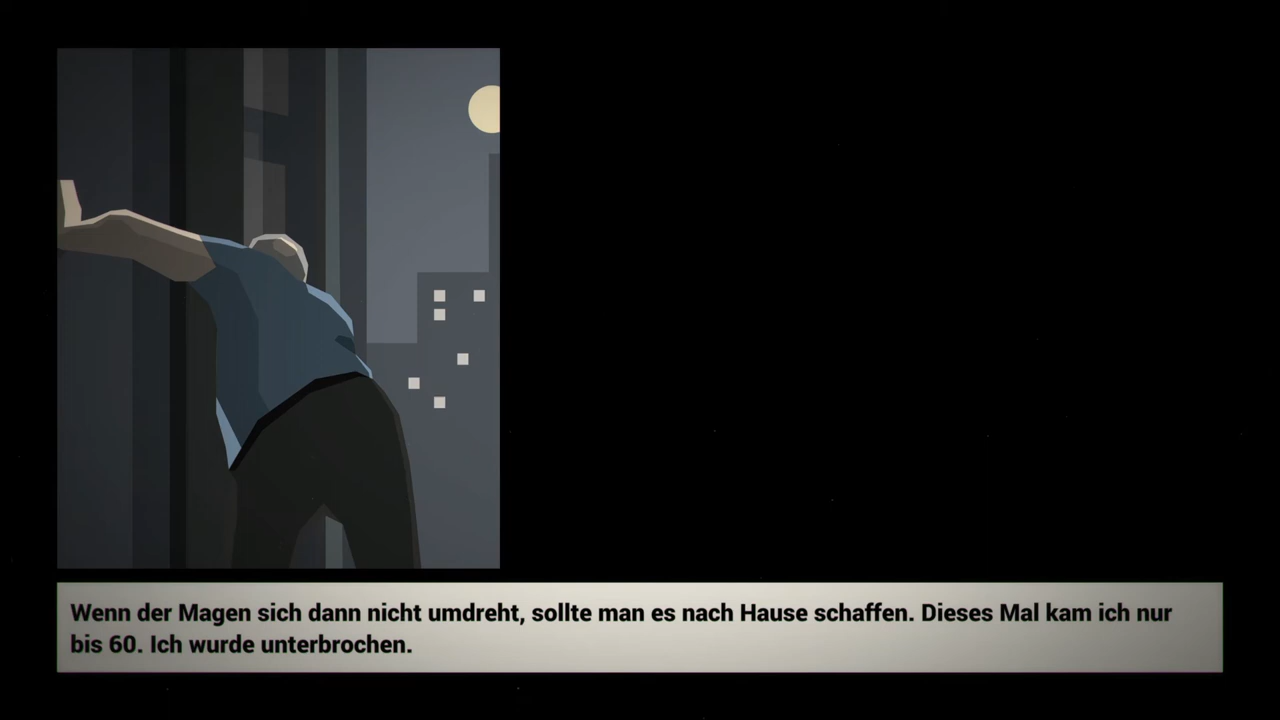 Wenn der Magen sich dann nicht umdreht, sollte man es nach Hause schaffen. Dieses Mal kam ich nur
bis 60. Ich wurde unterbrochen.